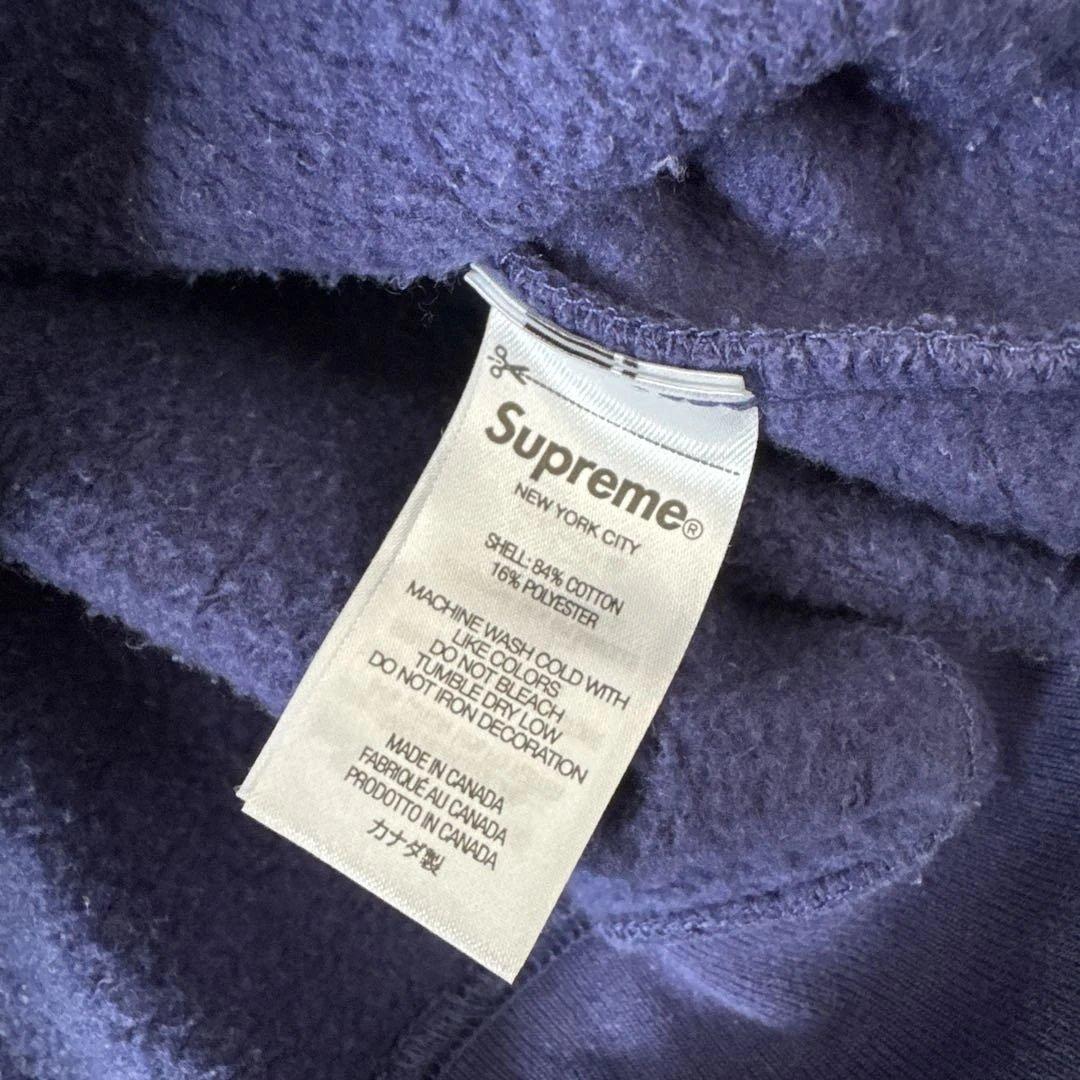 Supreme®
NEW YORK CITY
SHELL: 84% COTTON
16% POLYESTER
MACHINE WASH COLD WITH
LIKE COLORS
DO NOT BLEACH
TUMBLE DRY LOW
DO NOT IRON DECORATION
MADE IN CANADA
FABRIQUÉ AU CANADA
PRODOTTO IN CANADA
カナダ製